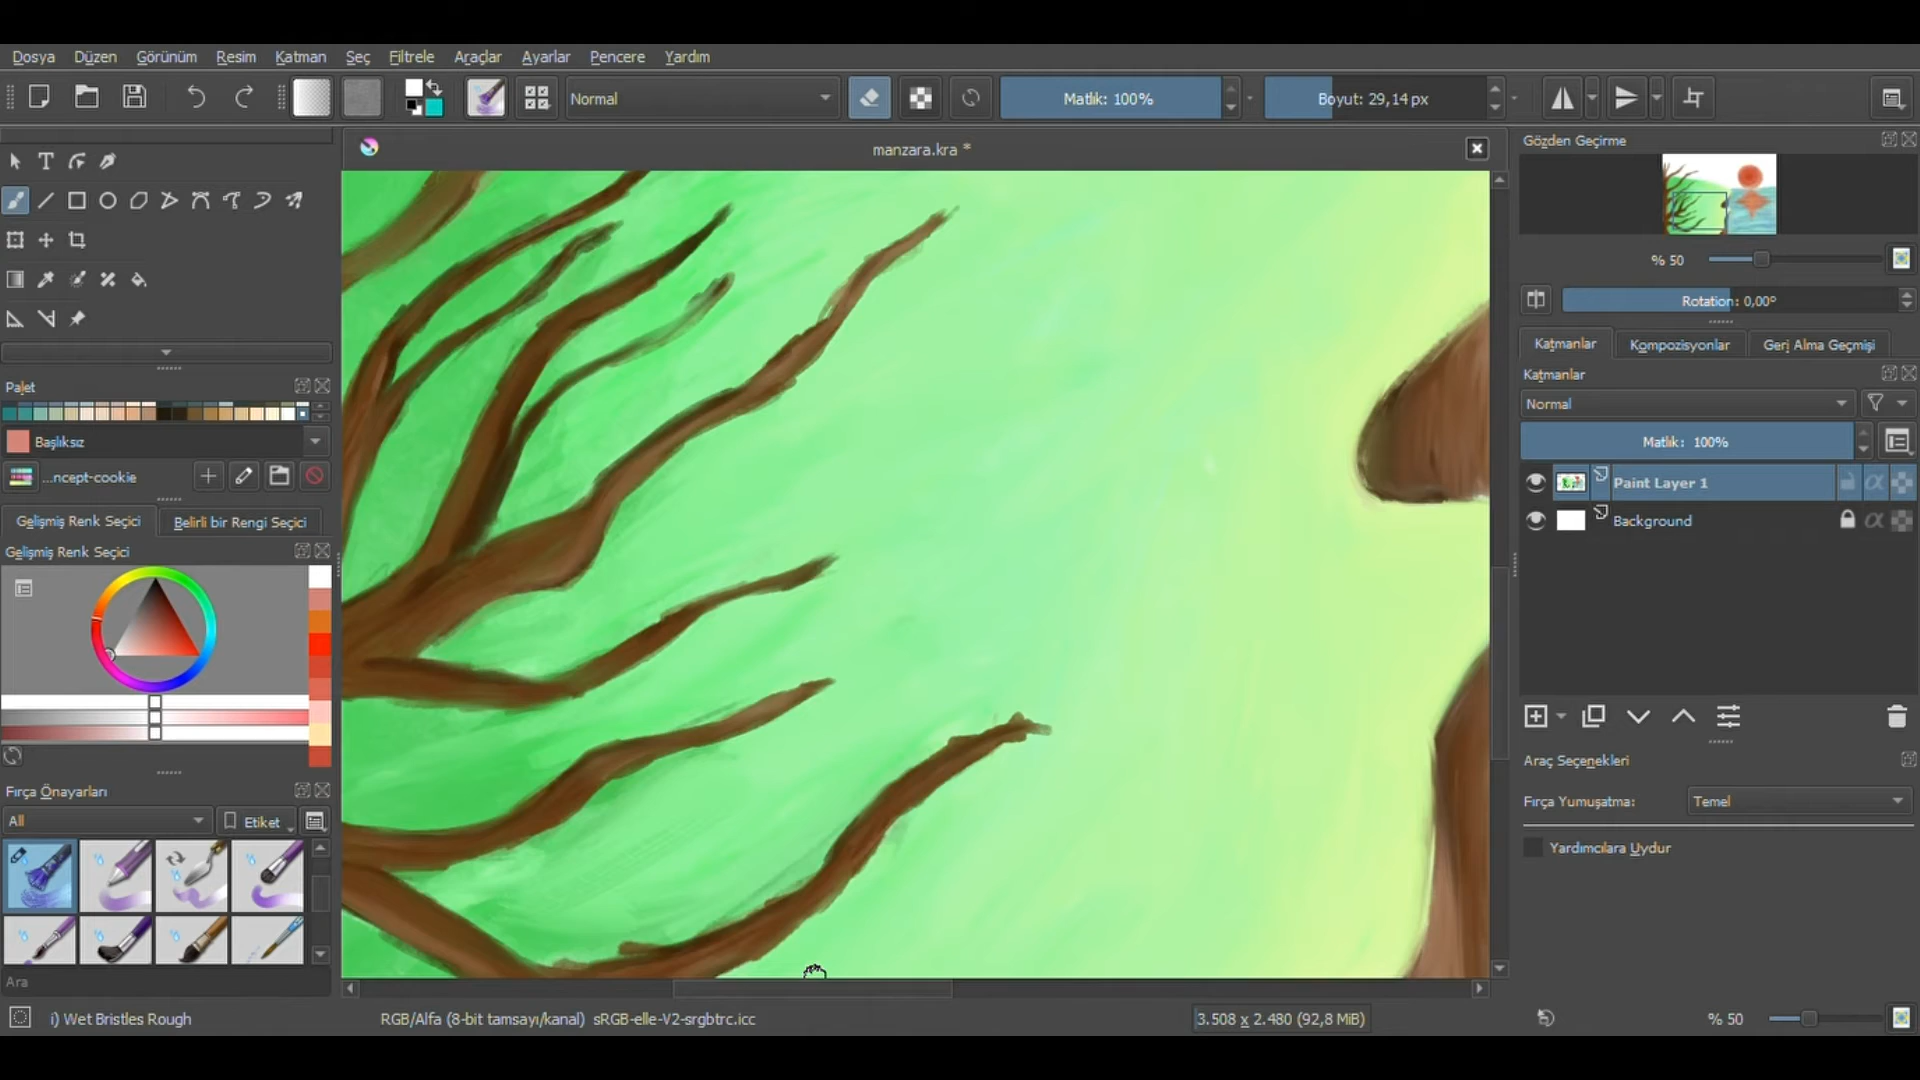 Dosya Düzen Görünüm Resim Katman Seç Filtrele Araçlar Ayarlar Pencere Yardım
Normal
Matlik: 100%
Boyut: 29,14 px
manzara.kra *
Gözden Geçirme
% 50
Rotation: 0,00°
Katmanlar Kompozisyonlar Geri Alma Geçmişi
Katmanlar
Normal
Matlik: 100%
Paint Layer 1
Background
Araç Seçenekleri
Fırça Yumuşatma: Temel
Yardımcılara Uydur
Palet
Başlıksız
...ncept-cookie
Gelişmiş Renk Seçici Belirli bir Rengi Seçici
Gelişmiş Renk Seçici
Fırça Önayarları
All Etiket
Ara
i) Wet Bristles Rough
RGB/Alfa (8-bit tamsayı/kanal) sRGB-elle-V2-srgbtrc.icc
3.508 x 2.480 (92,8 MiB)
% 50